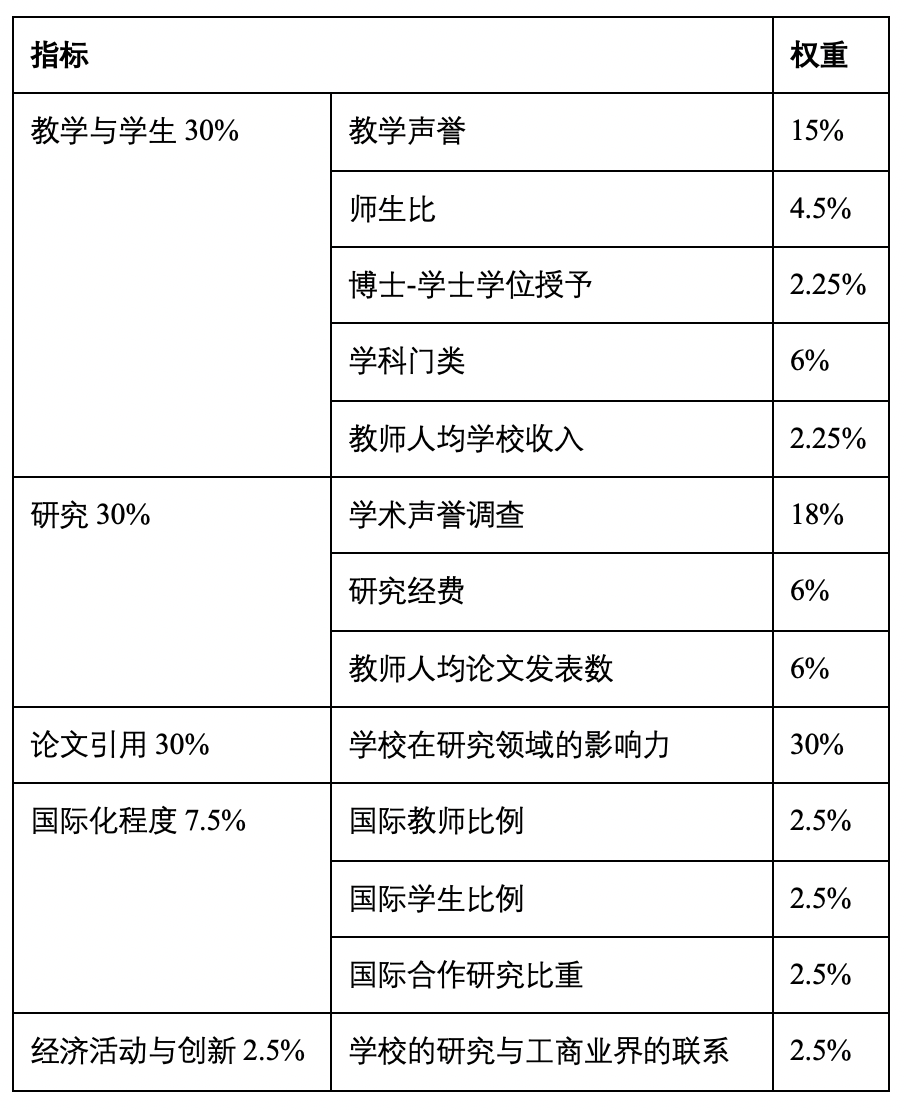 指标 权重
教学与学生 30% 教学声誉 15%
师生比 4.5%
博士-学士学位授予 2.25%
学科门类 6%
教师人均学校收入 2.25%
研究 30% 学术声誉调查 18%
研究经费 6%
教师人均论文发表数 6%
论文引用 30% 学校在研究领域的影响力 30%
国际化程度 7.5% 国际教师比例 2.5%
国际学生比例 2.5%
国际合作研究比重 2.5%
经济活动与创新 2.5% 学校的研究与工商业界的联系 2.5%